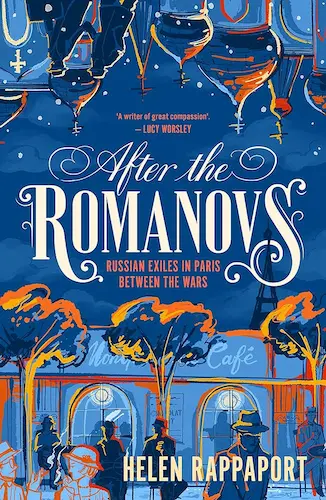 'A writer of great compassion'.
— LUCY WORSLEY
After the
ROMANOVS
RUSSIAN EXILES IN PARIS
BETWEEN THE WARS
Café
HELEN RAPPAPORT